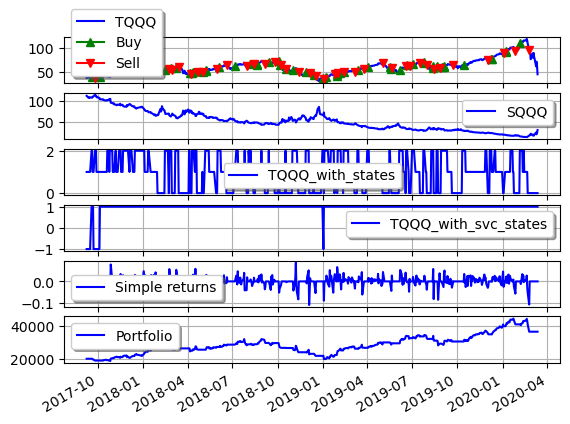 TQQQ
Buy
Sell
100
50
SQQQ
100
50
TQQQ_with_states
2
0
TQQQ_with_svc_states
1
0
−1
Simple returns
0.0
−0.1
Portfolio
40000
20000
2017-10 2018-01 2018-04 2018-07 2018-10 2019-01 2019-04 2019-07 2019-10 2020-01 2020-04